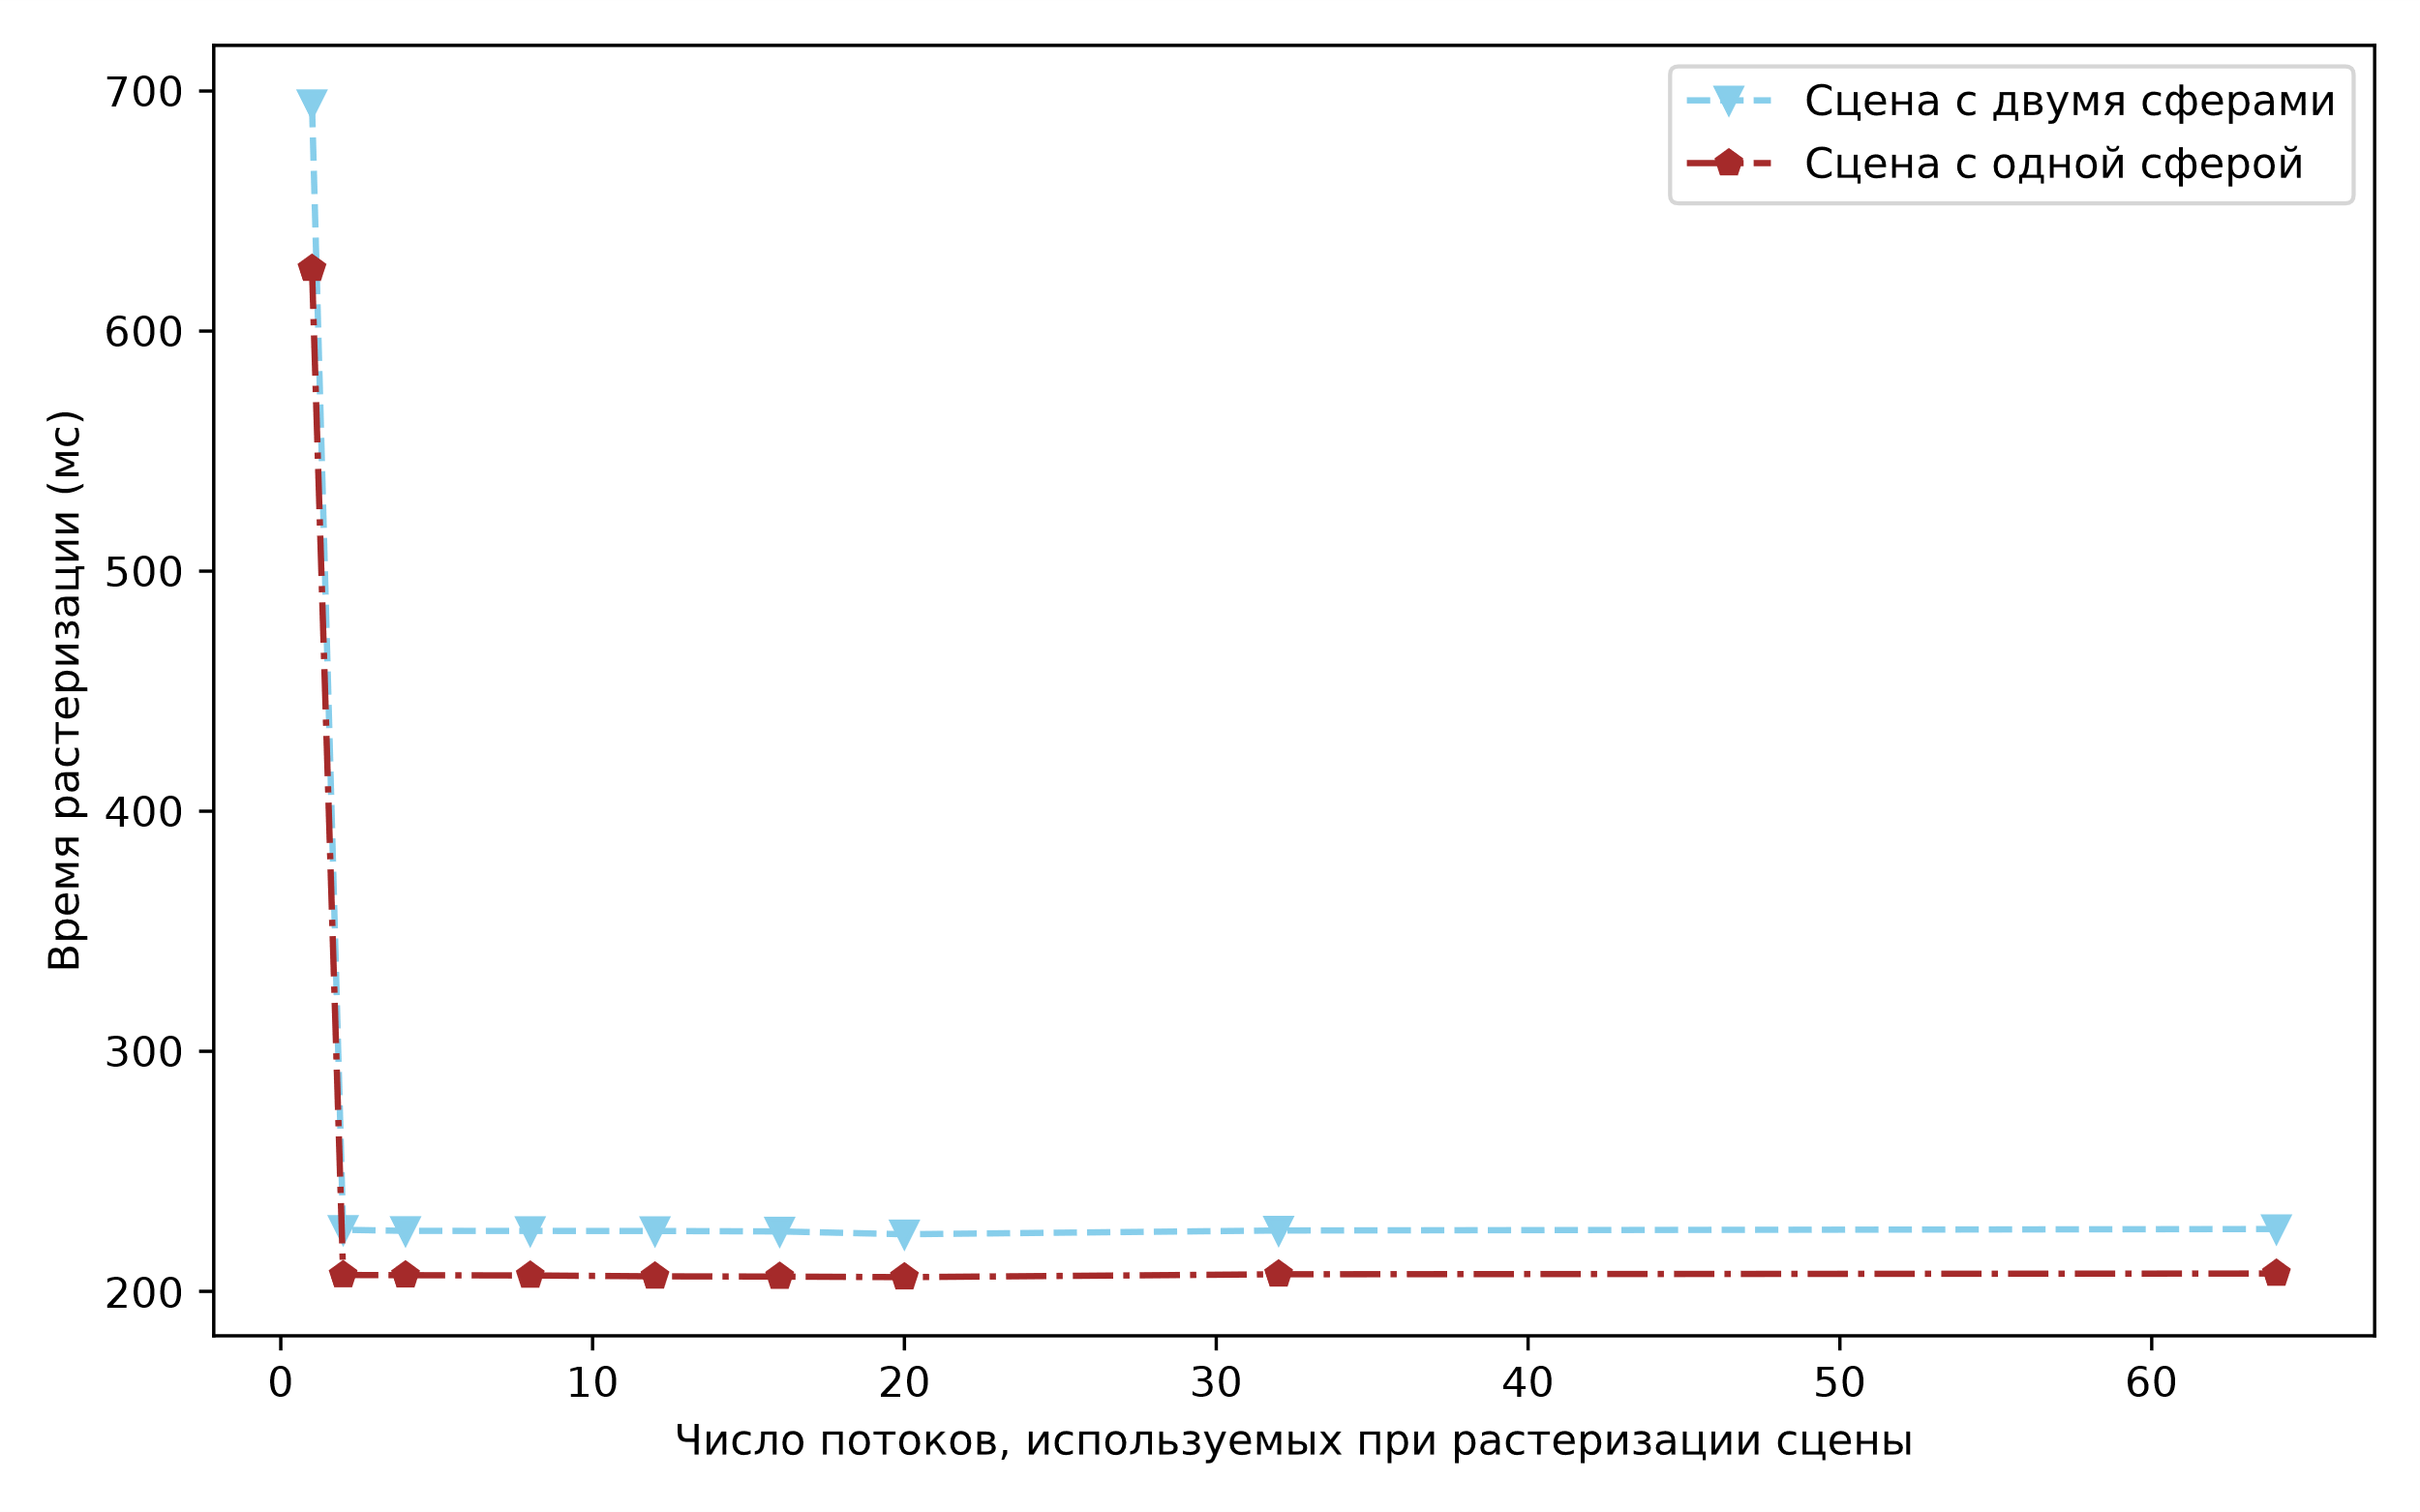 700
600
500
400
300
200
Время растеризации (мс)
Сцена с двумя сферами
Сцена с одной сферой
0 10 20 30 40 50 60
Число потоков, используемых при растеризации сцены